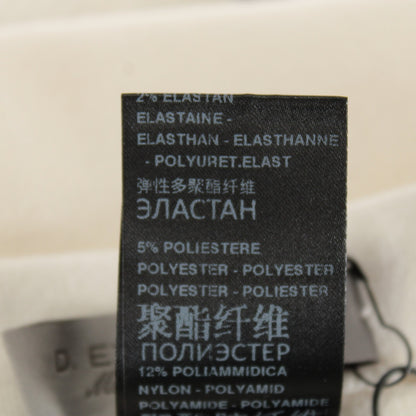 2% ELASTAN
ELASTAINE -
ELASTHAN - ELASTHANNE
- POLYURET.ELAST
弹性多聚酯纤维
ЭЛАСТАН
5% POLIESTERE
POLYESTER - POLYESTER
POLYESTER - POLIESTER
聚酯纤维
ПОЛИЭСТЕР
12% POLIAMMIDICA
NYLON - POLYAMID
POLYAMIDE - POLYAMIDE
D. E